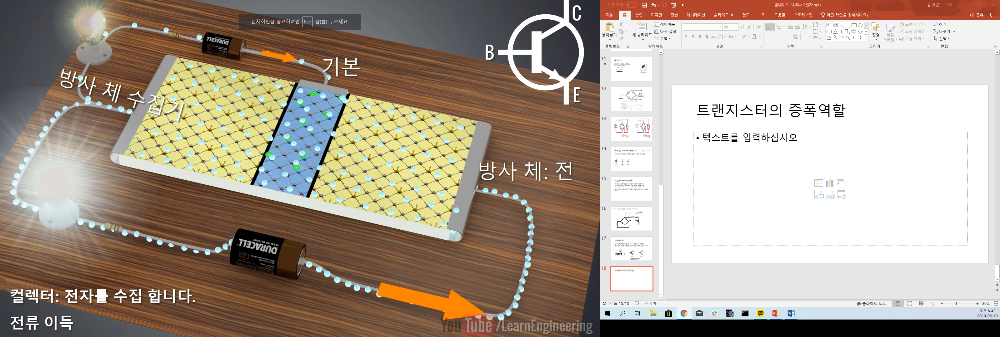 전체화면을 종료하려면 Esc 을(를) 누르세요.
C
B
E
기본
방사 체 수집기
방사 체: 전
DURACELL
ALKALINE BATTERY
DURACELL
ALKALINE BATTERY
MAR
2011
컬렉터: 전자를 수집 합니다.
전류 이득
YouTube/LearnEngineering
자동 저장
임베디드 세미나 2일차.pptx
김 재근
파일 홈 삽입 디자인 전환 애니메이션 슬라이드 쇼 검토 보기 도움말 스토리보딩 어떤 작업을 원하시나요? 공유
붙여넣기
새 슬라이드
레이아웃
다시 설정
구역
28
가 가 가 S abc 간 Aa 가
정렬
빠른 스타일
도형 채우기
도형 윤곽선
도형 효과
찾기
바꾸기
선택
클립보드 슬라이드 글꼴 단락 그리기 편집
11
다이오드
12
DC
Output
Input
13
fritzing fritzing
14
축전기(Capacitor,캐패시터)
15
코일(inductor,인덕터)
16
17
트랜지스터
18
트랜지스터의 증폭역할
트랜지스터의 증폭역할
• 텍스트를 입력하십시오
슬라이드 18/18 한국어
슬라이드 노트
80%
TALK
오후 6:24
2019-06-10